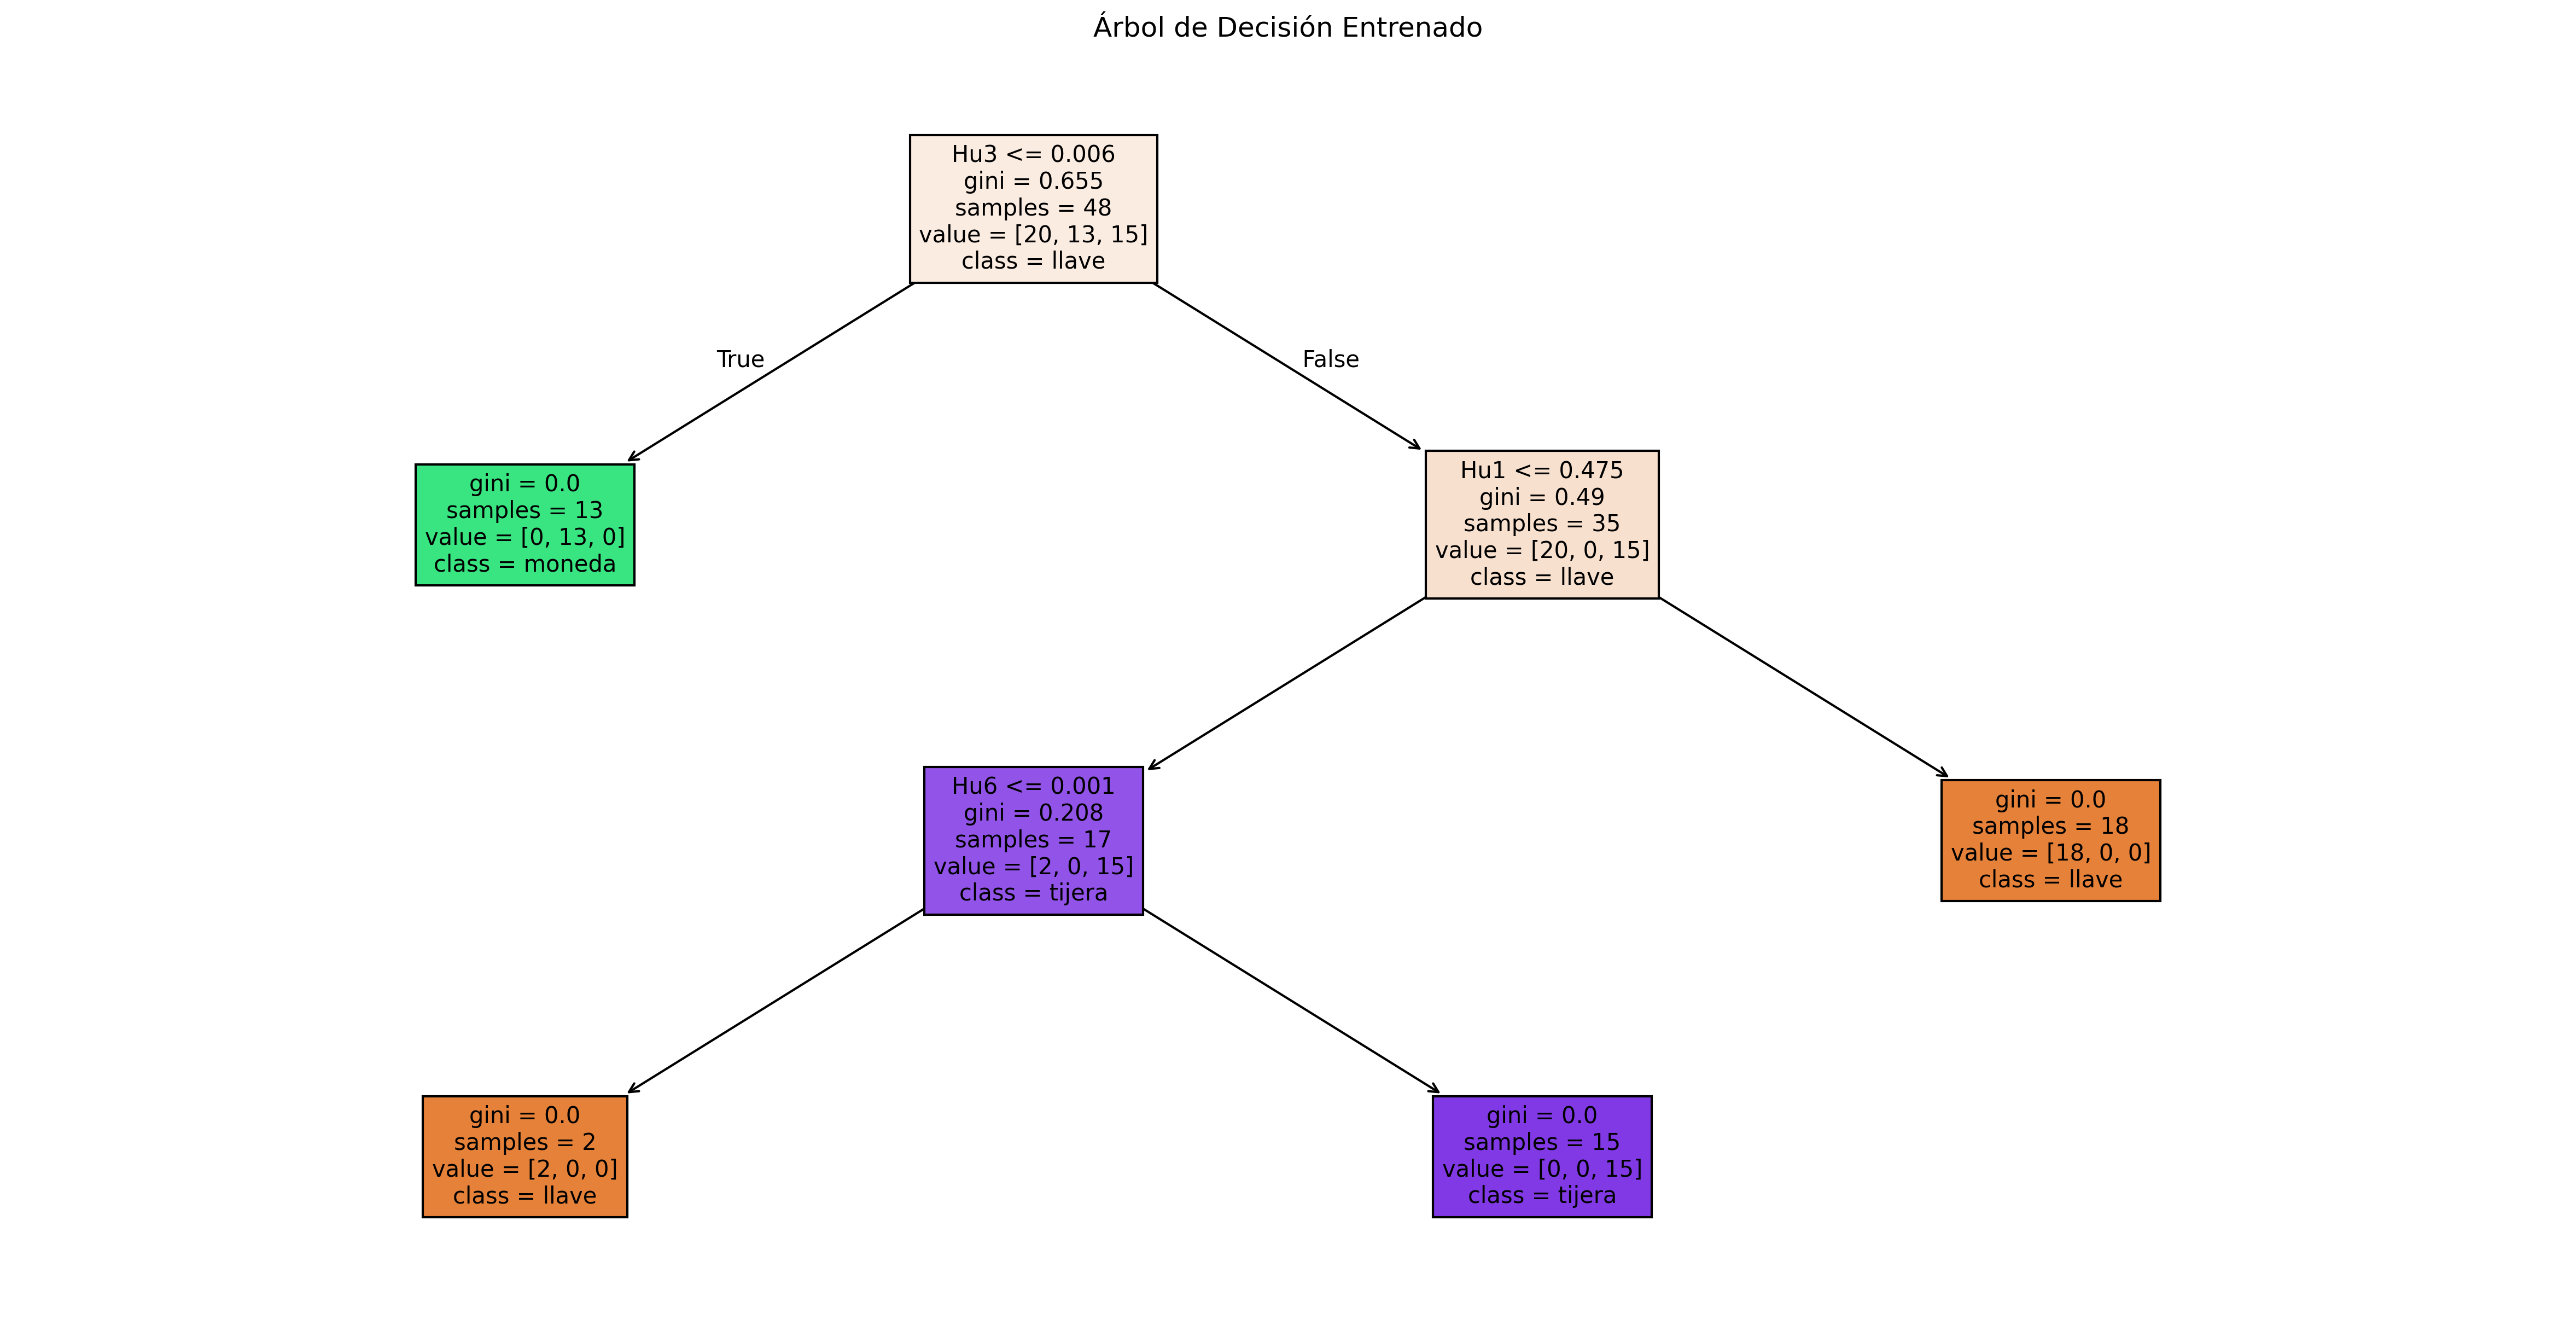 Árbol de Decisión Entrenado
Hu3 <= 0.006
gini = 0.655
samples = 48
value = [20, 13, 15]
class = llave
True
False
gini = 0.0
samples = 13
value = [0, 13, 0]
class = moneda
Hu1 <= 0.475
gini = 0.49
samples = 35
value = [20, 0, 15]
class = llave
Hu6 <= 0.001
gini = 0.208
samples = 17
value = [2, 0, 15]
class = tijera
gini = 0.0
samples = 18
value = [18, 0, 0]
class = llave
gini = 0.0
samples = 2
value = [2, 0, 0]
class = llave
gini = 0.0
samples = 15
value = [0, 0, 15]
class = tijera